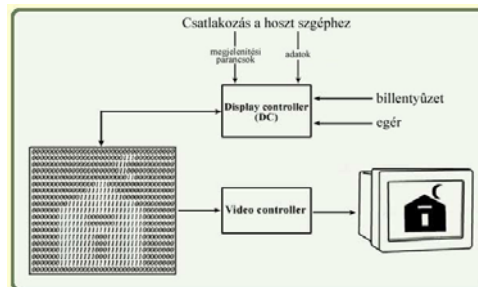 Csatlakozás a hoszt szgéphez
megjelenítési
parancsok
adatok
Display controller
(DC)
billentyûzet
egér
Video controller